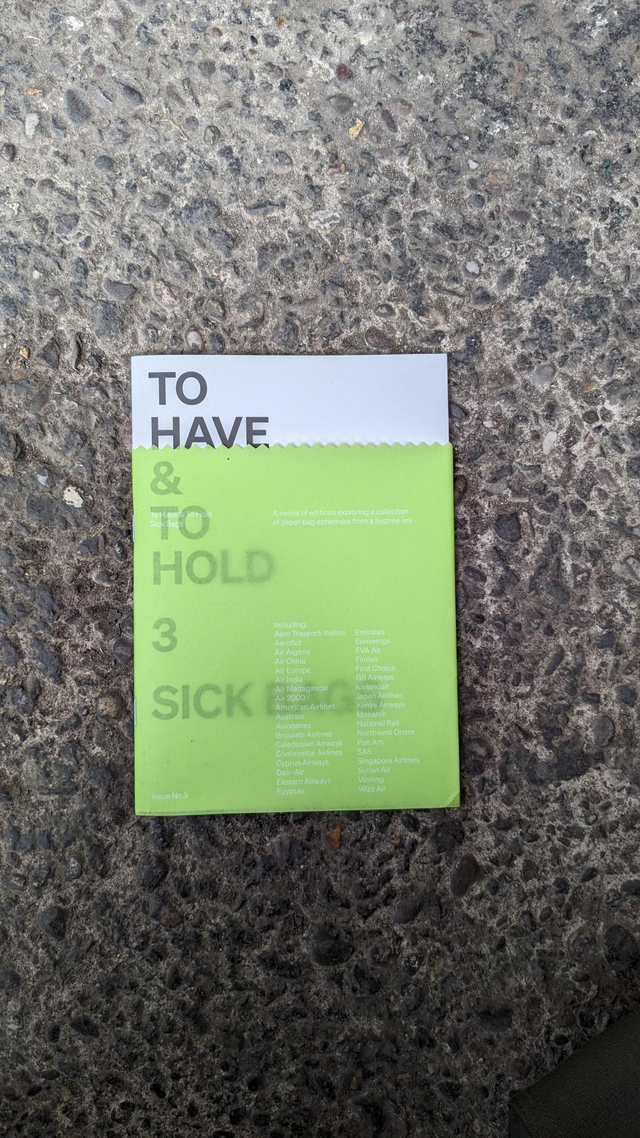 TO
HAVE
&
TO
HOLD
3
SICK BAGS
To Have & To Hold
Sick Bags
A series of editions exploring a collection
of paper bag ephemera from a bygone era
Including:
Aero Trasporti Italiani
Aeroflot
Air Algérie
Air China
Air Europe
Air India
Air Madagascar
Air 2000
American Airlines
Austrian
Aviogenex
Brussels Airlines
Caledonian Airways
Continental Airlines
Cyprus Airways
Dan-Air
Eastern Airways
Egyptair
Emirates
Eurowings
EVA Air
Finnair
First Choice
GB Airways
Icelandair
Japan Airlines
Kenya Airways
Monarch
National Rail
Northwest Orient
Pan Am
SAS
Singapore Airlines
Syrian Air
Vueling
Wizz Air
Issue No.3